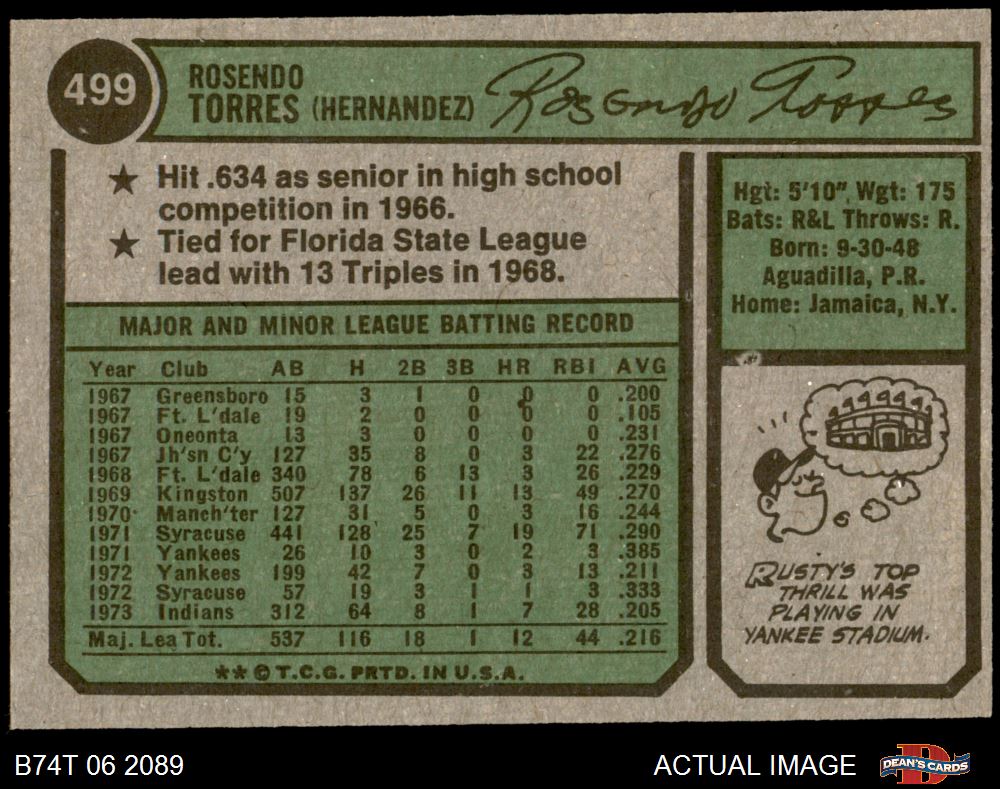 499
ROSENDO
TORRES (HERNANDEZ) Rosendo Torres
★ Hit .634 as senior in high school
competition in 1966.
★ Tied for Florida State League
lead with 13 Triples in 1968.
MAJOR AND MINOR LEAGUE BATTING RECORD
Year Club AB H 2B 3B HR RBI AVG
1967 Greensboro 15 3 1 0 0 0 .200
1967 Ft. L'dale 19 2 0 0 0 0 .105
1967 Oneonta 13 3 0 0 0 0 .231
1967 Jh'sn C'y 127 35 8 0 3 22 .276
1968 Ft. L'dale 340 78 6 13 3 26 .229
1969 Kingston 507 137 26 11 13 49 .270
1970 Manch'ter 127 31 5 0 3 16 .244
1971 Syracuse 441 128 25 7 19 71 .290
1971 Yankees 26 10 3 0 2 3 .385
1972 Yankees 199 42 7 0 3 13 .211
1972 Syracuse 57 19 3 1 1 3 .333
1973 Indians 312 64 8 1 7 28 .205
Maj. Lea Tot. 537 116 18 1 12 44 .216
**© T.C.G. PRTD. IN U.S.A.
Hgt: 5'10" Wgt: 175
Bats: R&L Throws: R.
Born: 9-30-48
Aguadilla, P.R.
Home: Jamaica, N.Y.
RUSTY'S TOP
THRILL WAS
PLAYING IN
YANKEE STADIUM.
B74T 06 2089
ACTUAL IMAGE
D
DEAN'S CARDS